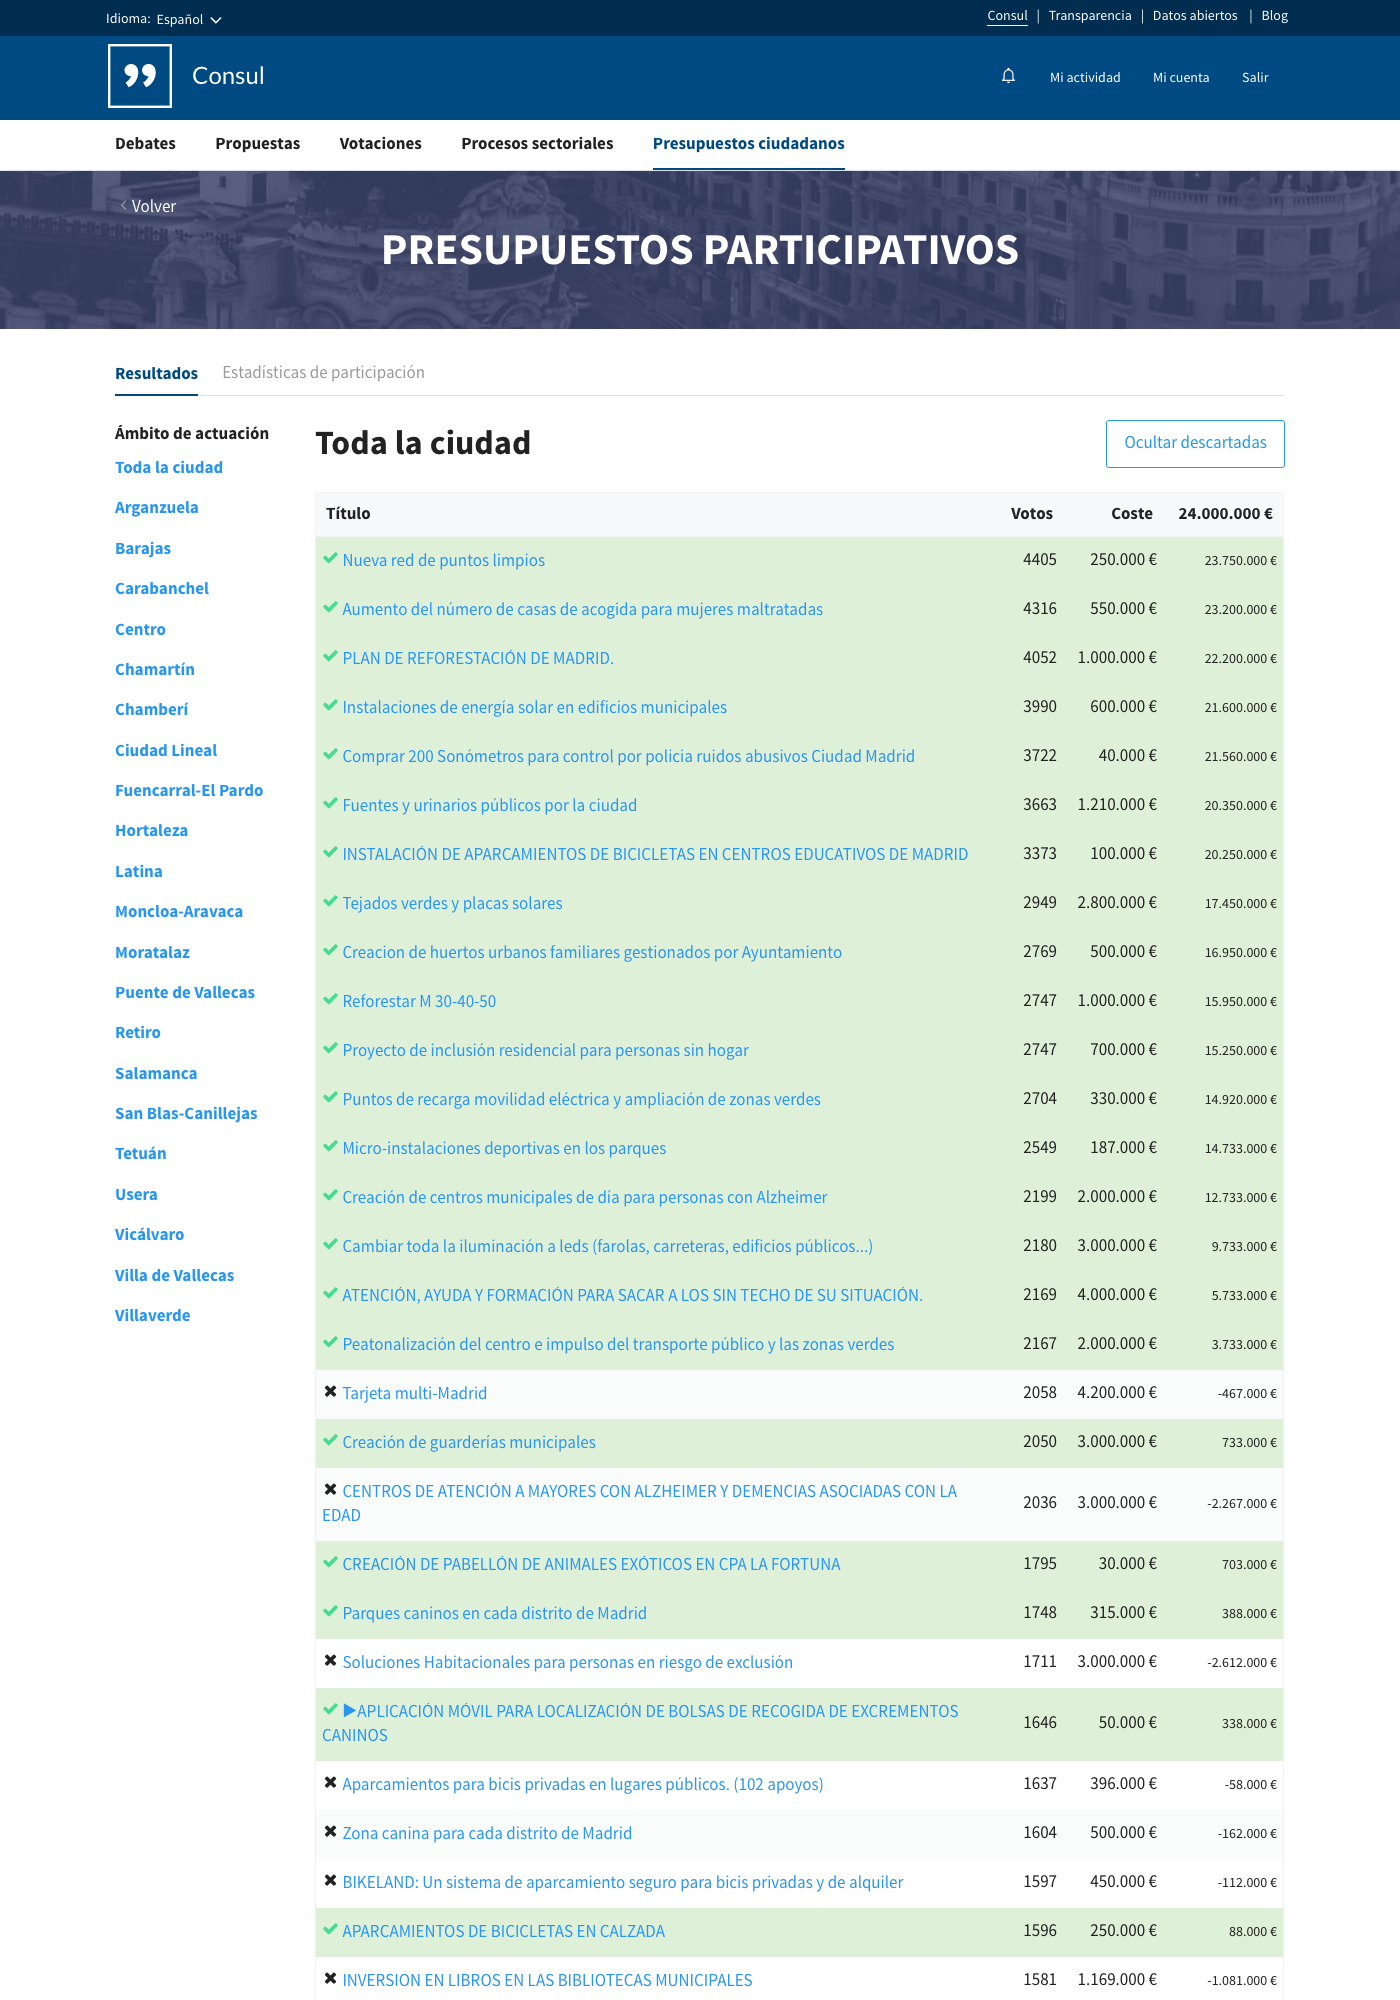 Idioma: Español
Consul | Transparencia | Datos abiertos | Blog
Consul
Mi actividad Mi cuenta Salir
Debates Propuestas Votaciones Procesos sectoriales Presupuestos ciudadanos
Volver
PRESUPUESTOS PARTICIPATIVOS
Resultados Estadísticas de participación
Ámbito de actuación
Toda la ciudad
Arganzuela
Barajas
Carabanchel
Centro
Chamartín
Chamberí
Ciudad Lineal
Fuencarral-El Pardo
Hortaleza
Latina
Moncloa-Aravaca
Moratalaz
Puente de Vallecas
Retiro
Salamanca
San Blas-Canillejas
Tetuán
Usera
Vicálvaro
Villa de Vallecas
Villaverde
Toda la ciudad
Ocultar descartadas
Título Votos Coste 24.000.000 €
Nueva red de puntos limpios 4405 250.000 € 23.750.000 €
Aumento del número de casas de acogida para mujeres maltratadas 4316 550.000 € 23.200.000 €
PLAN DE REFORESTACIÓN DE MADRID. 4052 1.000.000 € 22.200.000 €
Instalaciones de energía solar en edificios municipales 3990 600.000 € 21.600.000 €
Comprar 200 Sonómetros para control por policia ruidos abusivos Ciudad Madrid 3722 40.000 € 21.560.000 €
Fuentes y urinarios públicos por la ciudad 3663 1.210.000 € 20.350.000 €
INSTALACIÓN DE APARCAMIENTOS DE BICICLETAS EN CENTROS EDUCATIVOS DE MADRID 3373 100.000 € 20.250.000 €
Tejados verdes y placas solares 2949 2.800.000 € 17.450.000 €
Creacion de huertos urbanos familiares gestionados por Ayuntamiento 2769 500.000 € 16.950.000 €
Reforestar M 30-40-50 2747 1.000.000 € 15.950.000 €
Proyecto de inclusión residencial para personas sin hogar 2747 700.000 € 15.250.000 €
Puntos de recarga movilidad eléctrica y ampliación de zonas verdes 2704 330.000 € 14.920.000 €
Micro-instalaciones deportivas en los parques 2549 187.000 € 14.733.000 €
Creación de centros municipales de día para personas con Alzheimer 2199 2.000.000 € 12.733.000 €
Cambiar toda la iluminación a leds (farolas, carreteras, edificios públicos...) 2180 3.000.000 € 9.733.000 €
ATENCIÓN, AYUDA Y FORMACIÓN PARA SACAR A LOS SIN TECHO DE SU SITUACIÓN. 2169 4.000.000 € 5.733.000 €
Peatonalización del centro e impulso del transporte público y las zonas verdes 2167 2.000.000 € 3.733.000 €
Tarjeta multi-Madrid 2058 4.200.000 € -467.000 €
Creación de guarderías municipales 2050 3.000.000 € 733.000 €
CENTROS DE ATENCIÓN A MAYORES CON ALZHEIMER Y DEMENCIAS ASOCIADAS CON LA
EDAD 2036 3.000.000 € -2.267.000 €
CREACIÓN DE PABELLÓN DE ANIMALES EXÓTICOS EN CPA LA FORTUNA 1795 30.000 € 703.000 €
Parques caninos en cada distrito de Madrid 1748 315.000 € 388.000 €
Soluciones Habitacionales para personas en riesgo de exclusión 1711 3.000.000 € -2.612.000 €
▶APLICACIÓN MÓVIL PARA LOCALIZACIÓN DE BOLSAS DE RECOGIDA DE EXCREMENTOS
CANINOS 1646 50.000 € 338.000 €
Aparcamientos para bicis privadas en lugares públicos. (102 apoyos) 1637 396.000 € -58.000 €
Zona canina para cada distrito de Madrid 1604 500.000 € -162.000 €
BIKELAND: Un sistema de aparcamiento seguro para bicis privadas y de alquiler 1597 450.000 € -112.000 €
APARCAMIENTOS DE BICICLETAS EN CALZADA 1596 250.000 € 88.000 €
INVERSION EN LIBROS EN LAS BIBLIOTECAS MUNICIPALES 1581 1.169.000 € -1.081.000 €